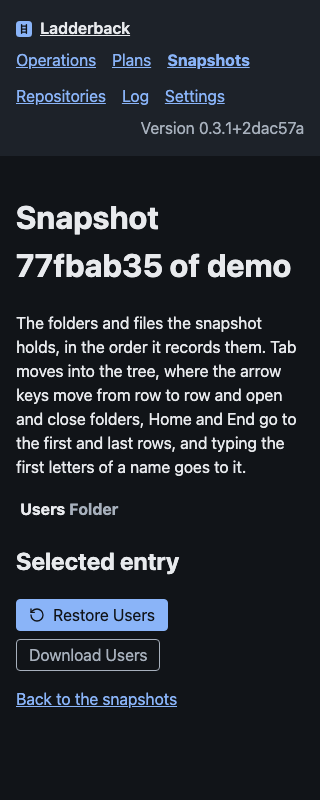 Ladderback
Operations Plans Snapshots
Repositories Log Settings
Version 0.3.1+2dac57a
Snapshot
77fbab35 of demo
The folders and files the snapshot
holds, in the order it records them. Tab
moves into the tree, where the arrow
keys move from row to row and open
and close folders, Home and End go to
the first and last rows, and typing the
first letters of a name goes to it.
Users Folder
Selected entry
Restore Users
Download Users
Back to the snapshots